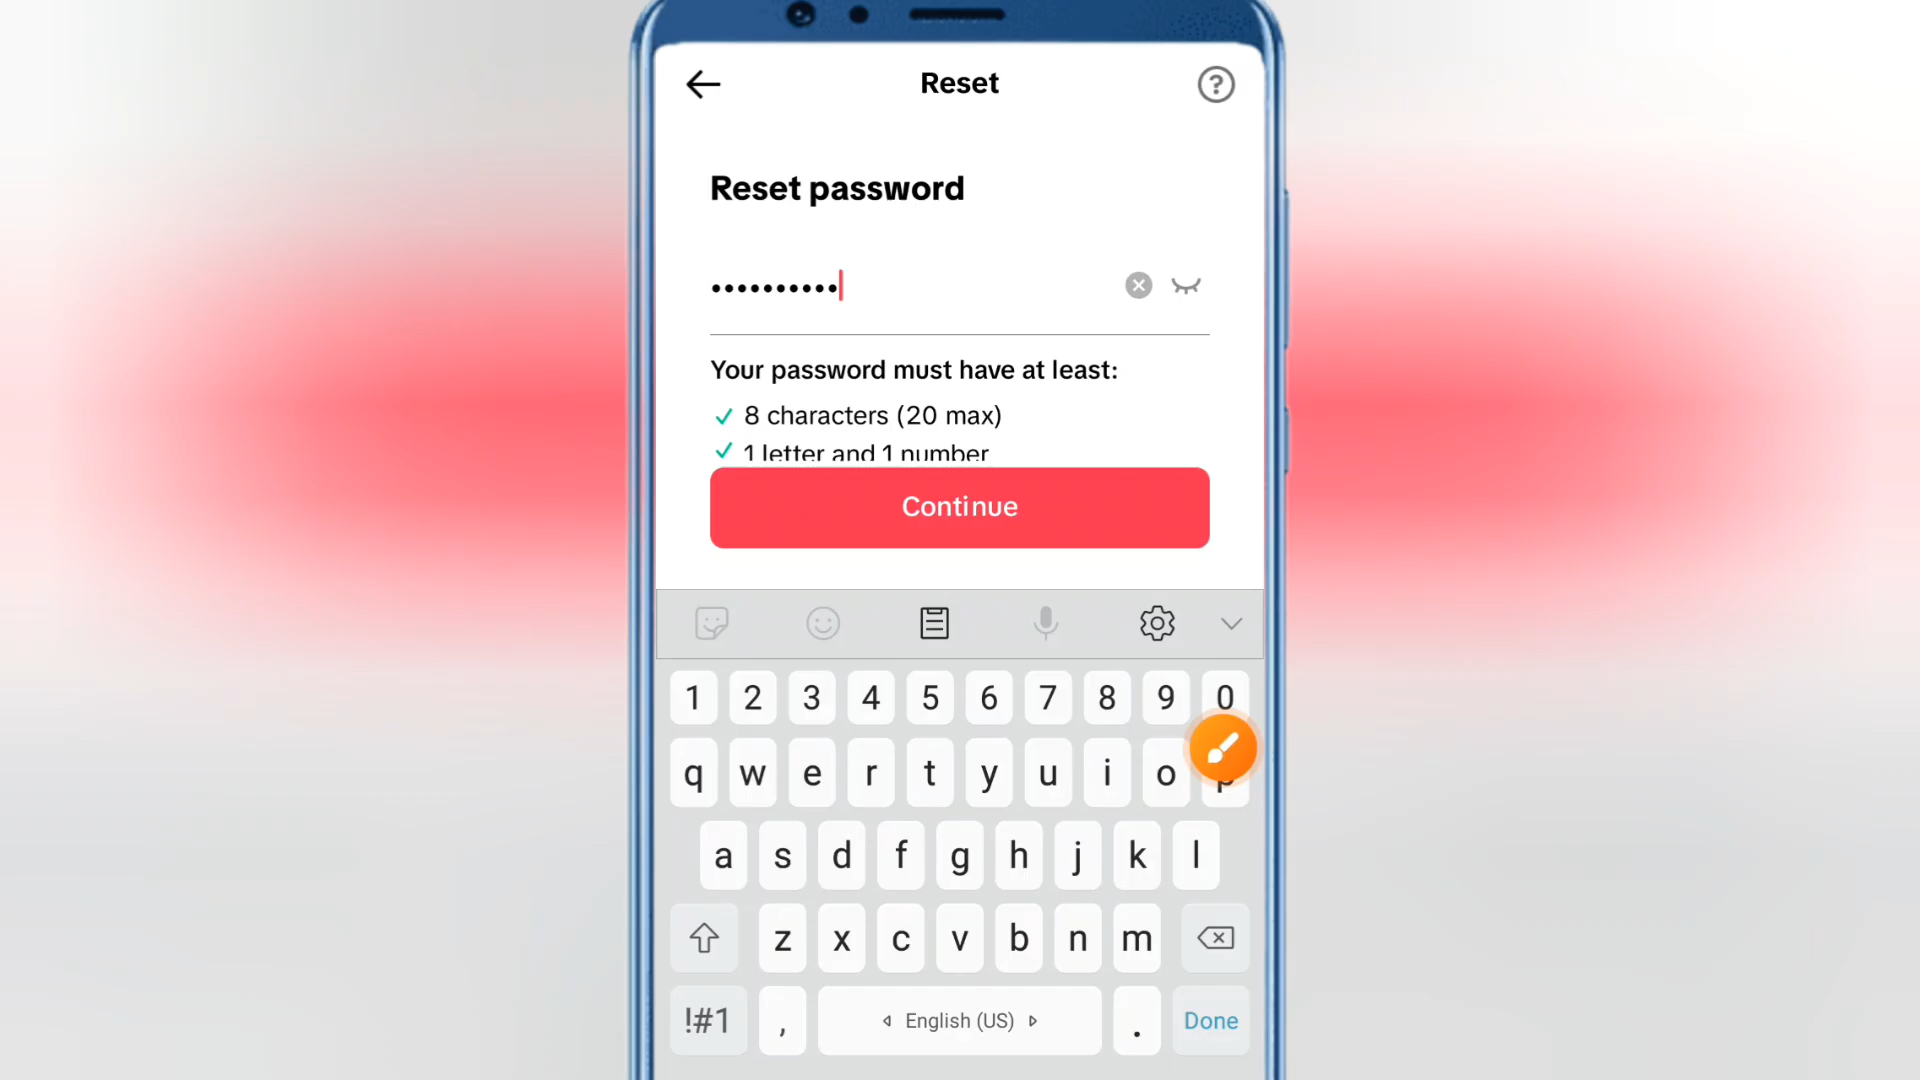 Reset
Reset password
••••••••••
Your password must have at least:
8 characters (20 max)
1 letter and 1 number
Continue
1 2 3 4 5 6 7 8 9 0
q w e r t y u i o p
a s d f g h j k l
z x c v b n m
!#1 , English (US) . Done